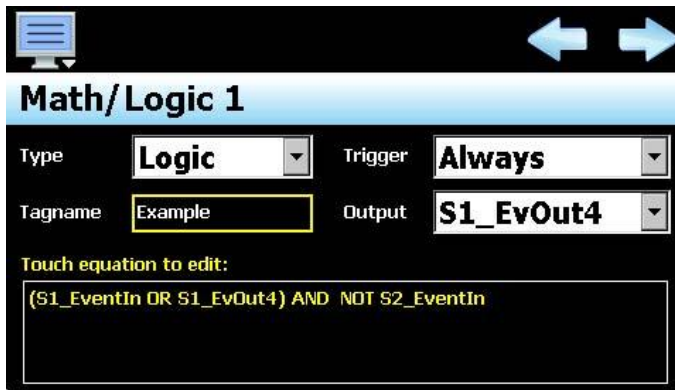 Math/Logic 1
Type Logic Trigger Always
Tagname Example Output S1_EvOut4
Touch equation to edit:
(S1_EventIn OR S1_EvOut4) AND NOT S2_EventIn